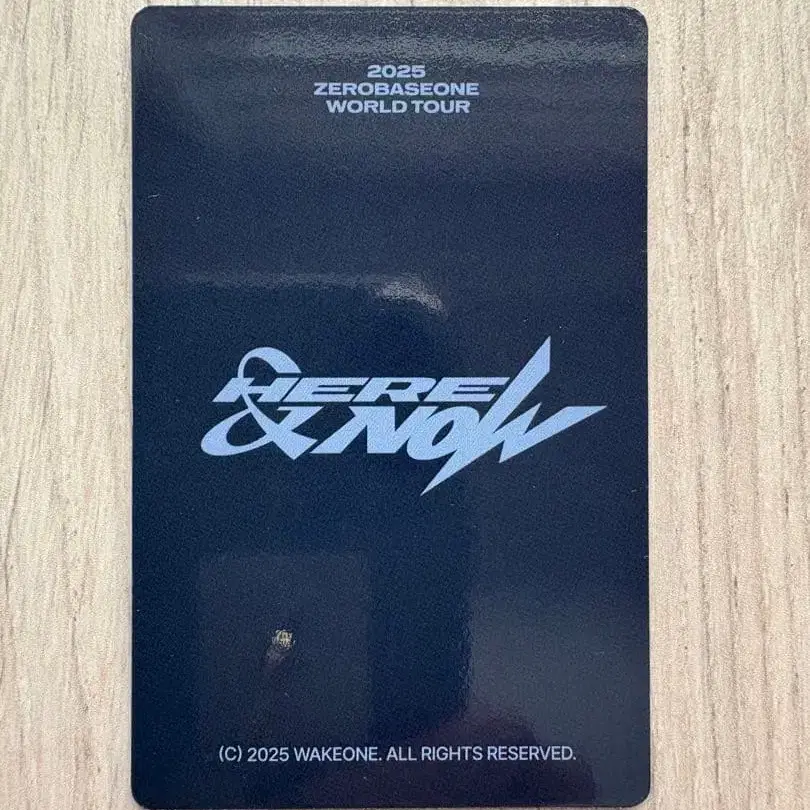 2025
ZEROBASEONE
WORLD TOUR
HERE
& NOW
(C) 2025 WAKEONE. ALL RIGHTS RESERVED.